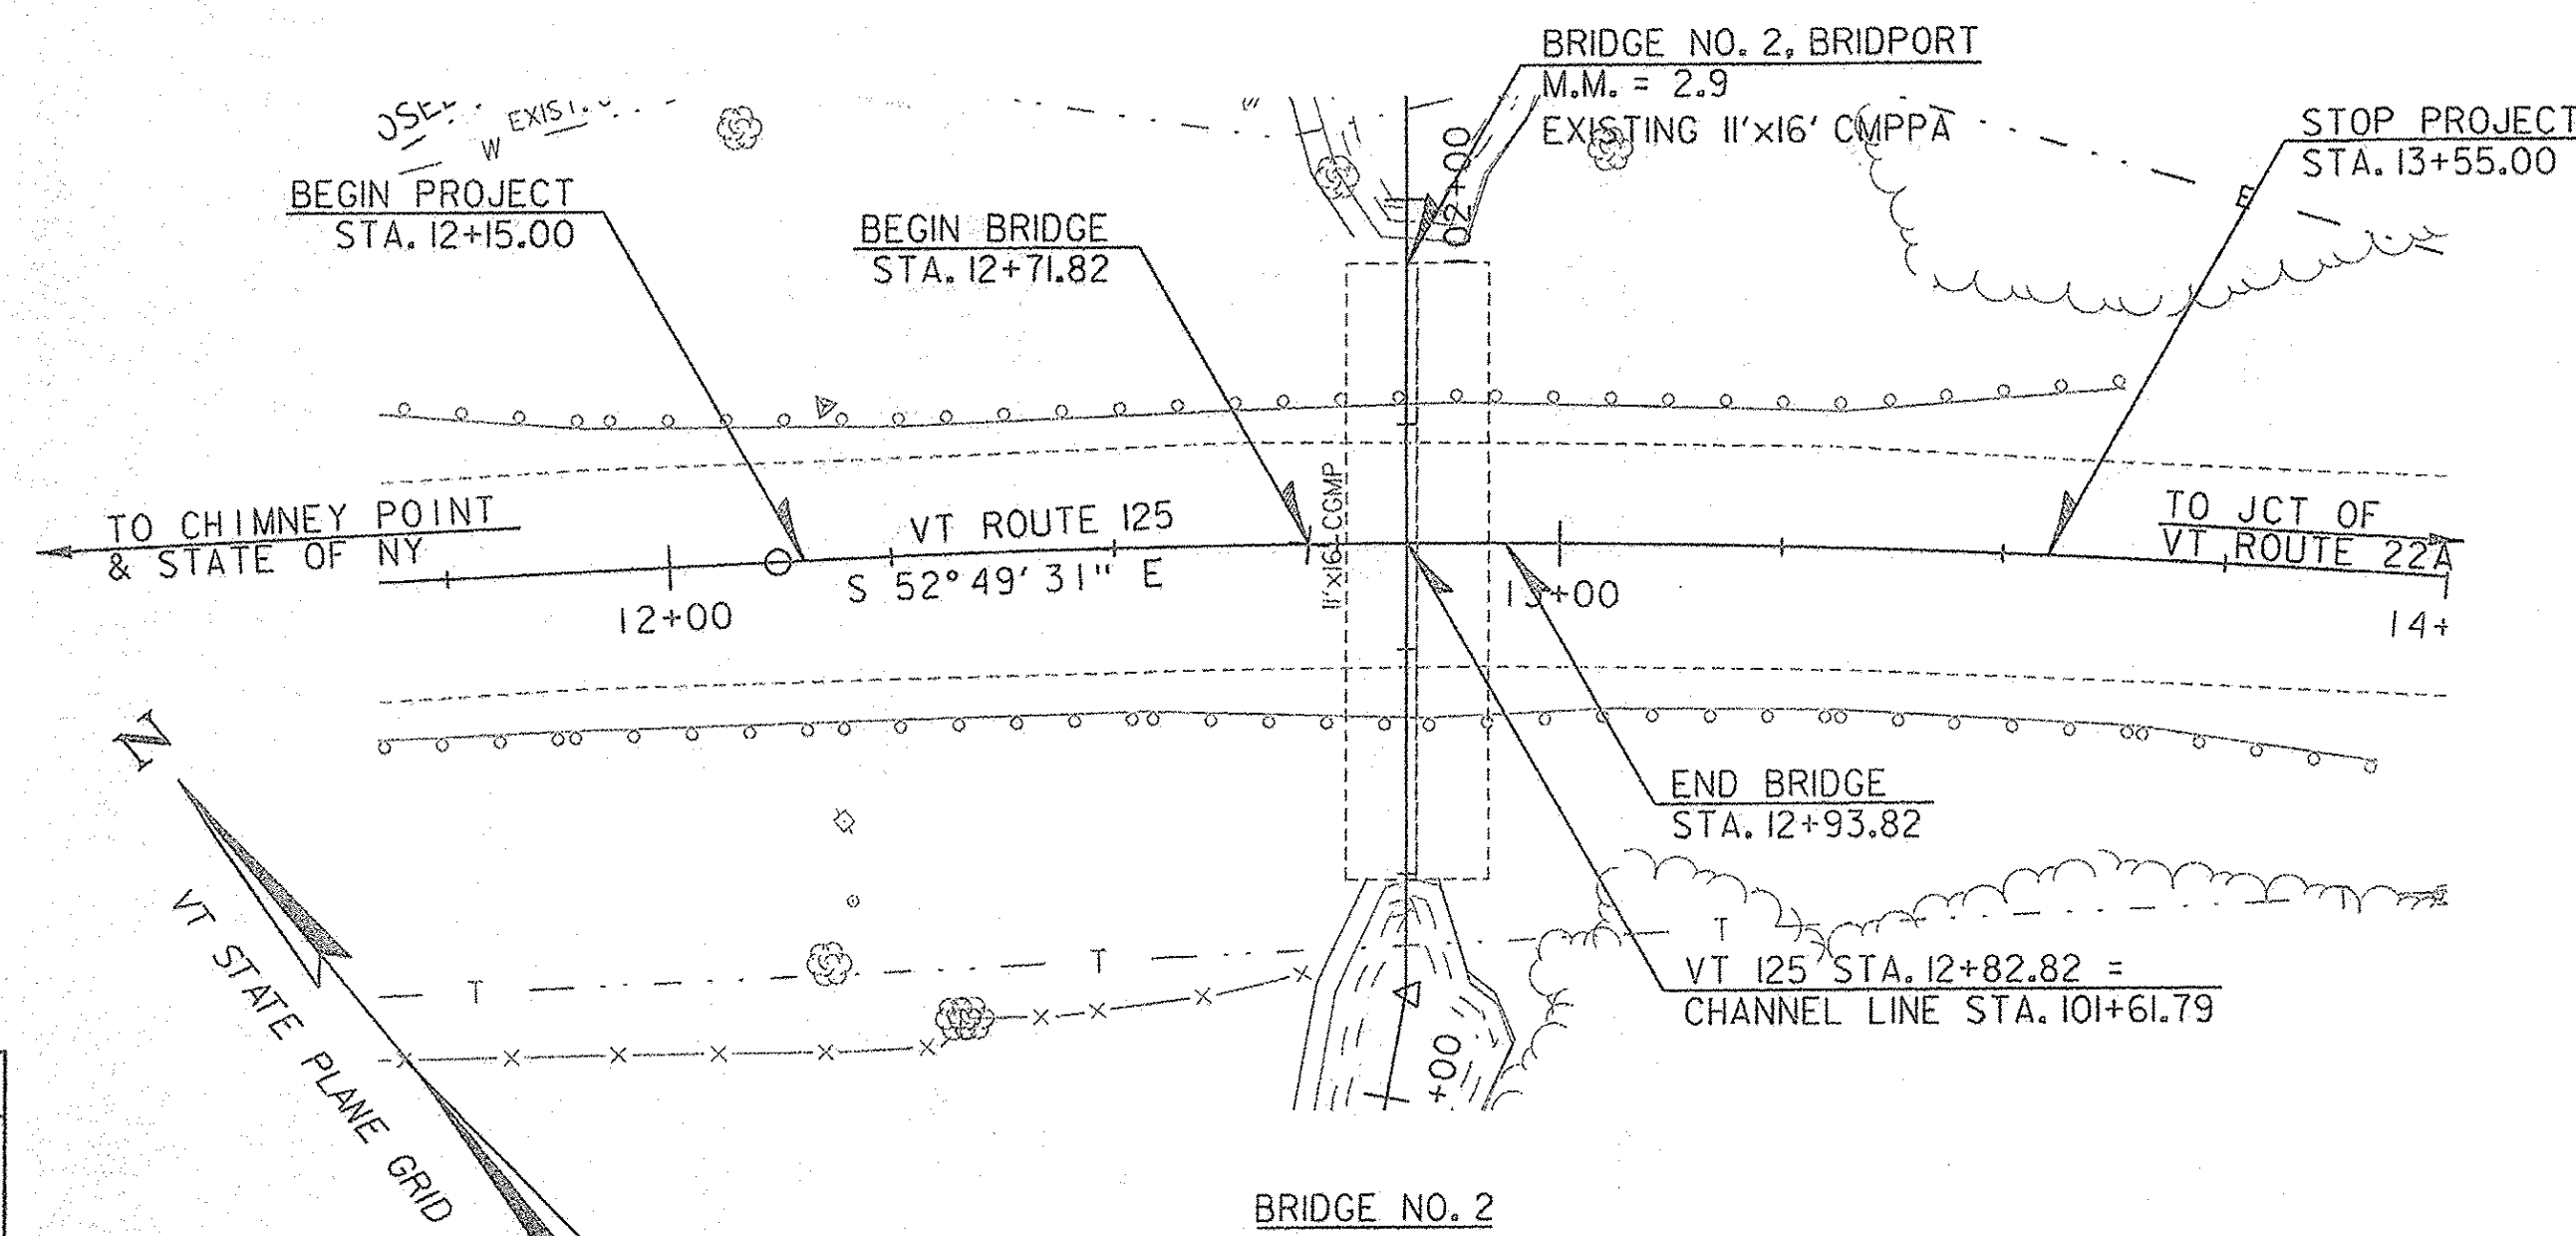 BRIDGE NO. 2, BRIDPORT
M.M. = 2.9
EXISTING 11'x16' CMPPA
STOP PROJECT
STA. 13+55.00
W EXIST.
BEGIN PROJECT
STA. 12+15.00
BEGIN BRIDGE
STA. 12+71.82
102+00
E
TO CHIMNEY POINT
& STATE OF NY
VT ROUTE 125
S 52°49'31" E
11'x16'-CGMP
TO JCT OF
VT ROUTE 22A
12+00
13+00
14+
N
VT STATE PLANE GRID
END BRIDGE
STA. 12+93.82
T
T
T
T
VT 125 STA. 12+82.82 =
CHANNEL LINE STA. 101+61.79
+00
BRIDGE NO. 2